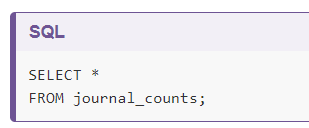 SQL
SELECT *
FROM journal_counts;